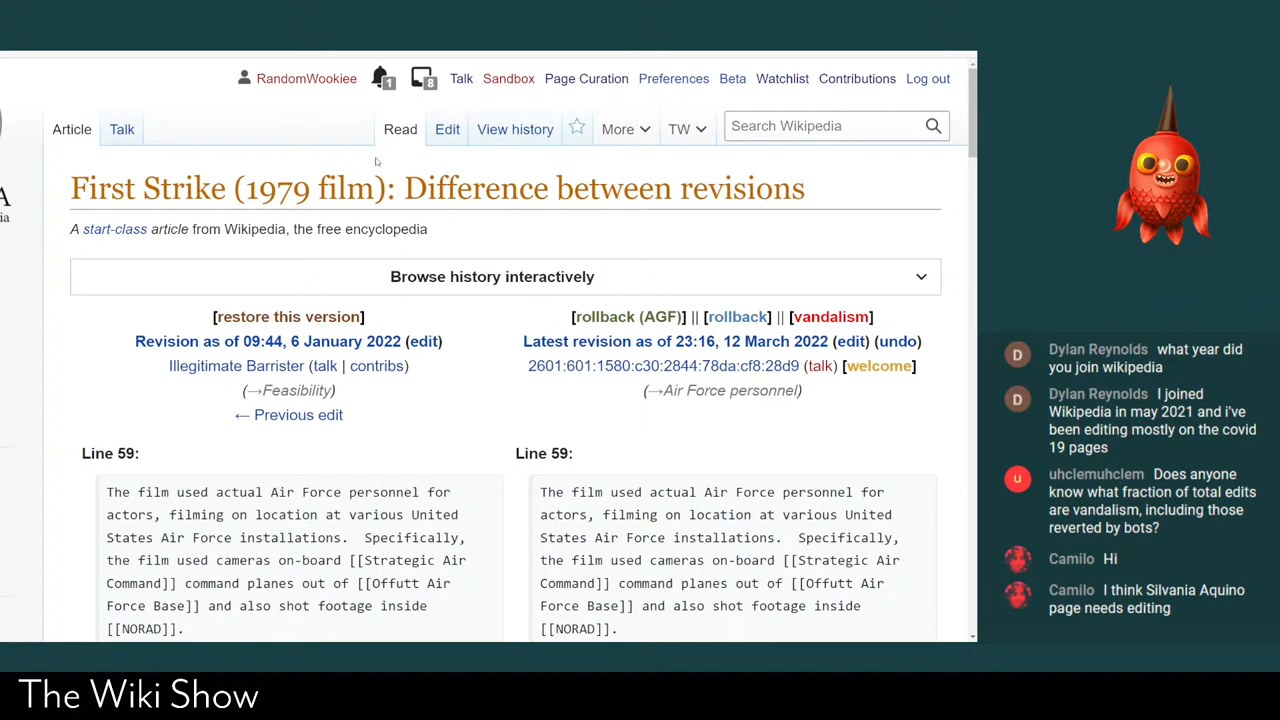 RandomWookiee 1 8 Talk Sandbox Page Curation Preferences Beta Watchlist Contributions Log out
Article Talk Read Edit View history More TW Search Wikipedia
A
ia
First Strike (1979 film): Difference between revisions
A start-class article from Wikipedia, the free encyclopedia
Browse history interactively
[restore this version]
Revision as of 09:44, 6 January 2022 (edit)
Illegitimate Barrister (talk | contribs)
(→Feasibility)
← Previous edit
[rollback (AGF)] || [rollback] || [vandalism]
Latest revision as of 23:16, 12 March 2022 (edit) (undo)
2601:601:1580:c30:2844:78da:cf8:28d9 (talk) [welcome]
(→Air Force personnel)
Line 59:
The film used actual Air Force personnel for
actors, filming on location at various United
States Air Force installations.  Specifically,
the film used cameras on-board [[Strategic Air
Command]] command planes out of [[Offutt Air
Force Base]] and also shot footage inside
[[NORAD]].
Line 59:
The film used actual Air Force personnel for
actors, filming on location at various United
States Air Force installations.  Specifically,
the film used cameras on-board [[Strategic Air
Command]] command planes out of [[Offutt Air
Force Base]] and also shot footage inside
[[NORAD]].
D Dylan Reynolds what year did
you join wikipedia
D Dylan Reynolds I joined
Wikipedia in may 2021 and i've
been editing mostly on the covid
19 pages
u uhclemuhclem Does anyone
know what fraction of total edits
are vandalism, including those
reverted by bots?
Camilo Hi
Camilo I think Silvania Aquino
page needs editing
The Wiki Show